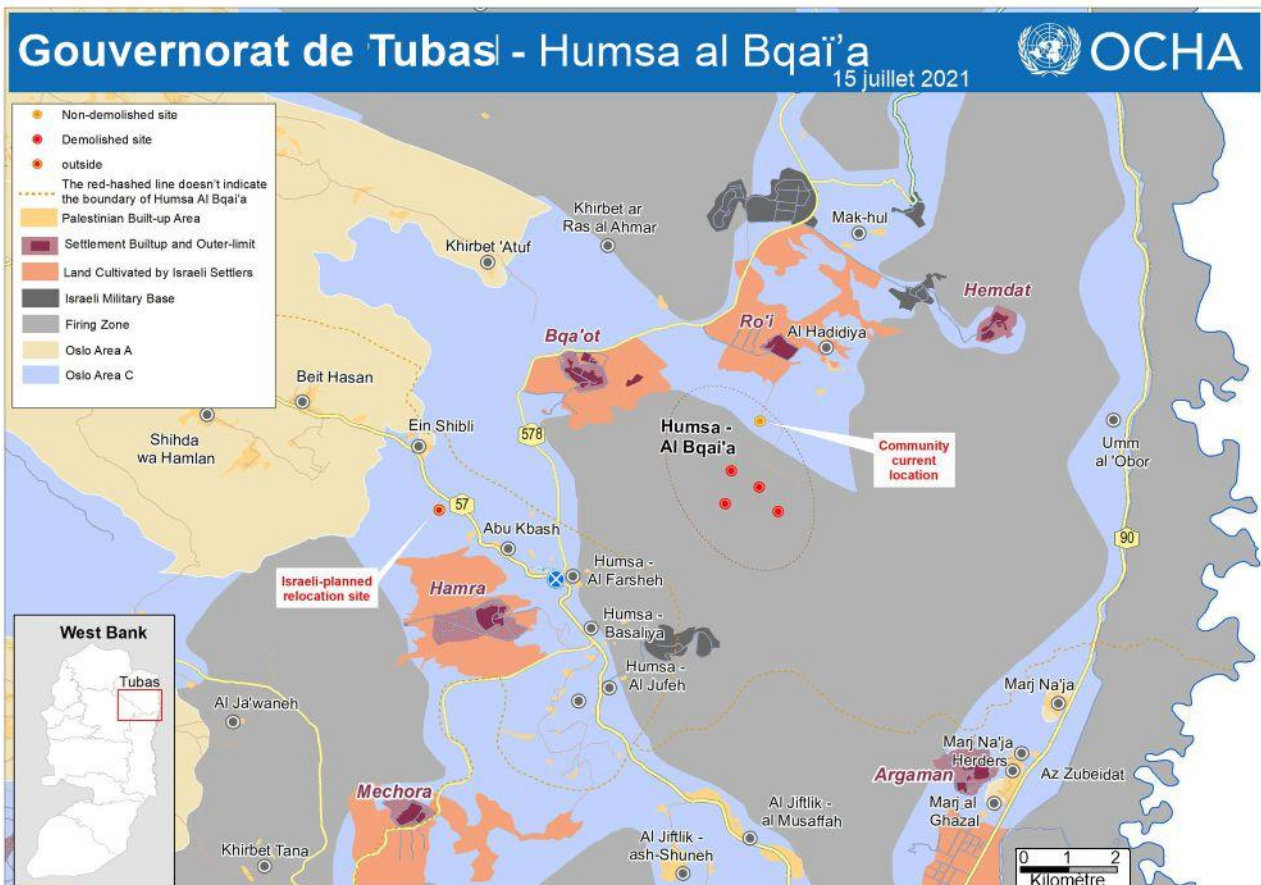 Gouvernorat de Tubas - Humsa al Bqaï'a
15 juillet 2021
OCHA
Non-demolished site
Demolished site
outside
The red-hashed line doesn't indicate
the boundary of Humsa Al Bqai'a
Palestinian Built-up Area
Settlement Builtup and Outer-limit
Land Cultivated by Israeli Settlers
Israeli Military Base
Firing Zone
Oslo Area A
Oslo Area C
Khirbet ar
Ras al Ahmar
Mak-hul
Khirbet 'Atuf
Hemdat
Ro'i
Al Hadidiya
Bqa'ot
Beit Hasan
Shihda
wa Hamlan
Ein Shibli
578
Humsa -
Al Bqai'a
Community
current
location
Umm
al 'Obor
57
90
Abu Kbash
Israeli-planned
relocation site
Humsa -
Al Farsheh
Hamra
Humsa -
Basaliya
Humsa -
Al Jufeh
West Bank
Tubas
Al Ja'waneh
Marj Na'ja
Marj Na'ja
Herders
Argaman
Az Zubeidat
Marj al
Ghazal
Mechora
Al Jiftlik -
al Musaffah
Al Jiftlik -
ash-Shuneh
Khirbet Tana
0 1 2
Kilométre